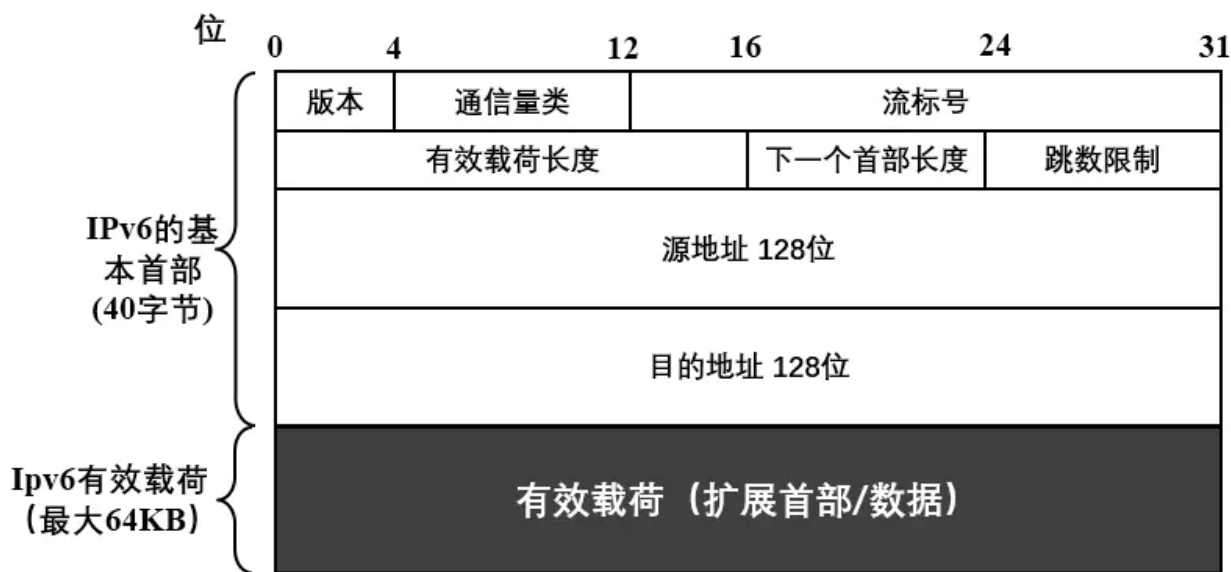 位 0 4 12 16 24 31
版本 通信量类 流标号
有效载荷长度 下一个首部长度 跳数限制
IPv6的基
本首部
(40字节)
源地址 128位
目的地址 128位
Ipv6有效载荷
（最大64KB）
有效载荷（扩展首部/数据）